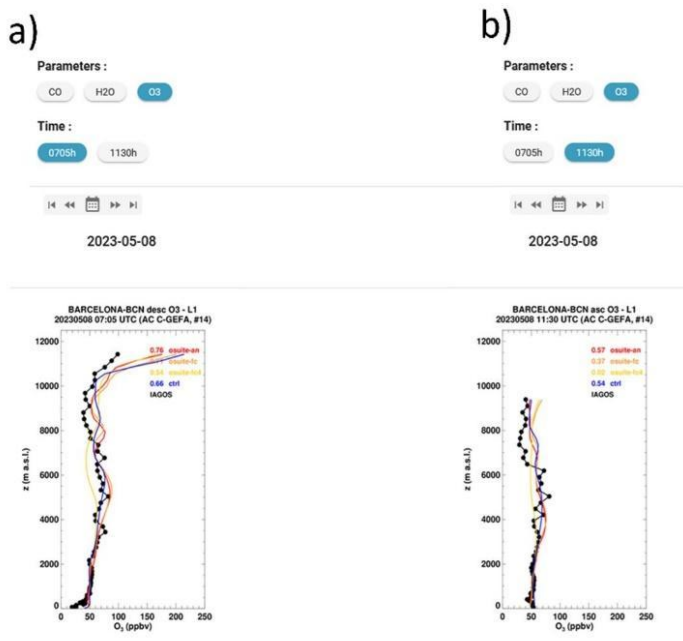 a)
Parameters :
CO H2O O3
Time :
0705h 1130h
2023-05-08
BARCELONA-BCN desc O3 - L1
20230508 07:05 UTC (AC C-GEFA, #14)
12000
10000
8000
6000
4000
2000
0
z (m a.s.l.)
0.76 osuite-an
osuite-fc
0.54 osuite-fc4
0.66 ctrl
IAGOS
0 50 100 150 200 250
O3 (ppbv)
b)
Parameters :
CO H2O O3
Time :
0705h 1130h
2023-05-08
BARCELONA-BCN asc O3 - L1
20230508 11:30 UTC (AC C-GEFA, #14)
12000
10000
8000
6000
4000
2000
0
z (m a.s.l.)
0.57 osuite-an
0.37 osuite-fc
osuite-fc4
0.54 ctrl
IAGOS
0 50 100 150 200 250
O3 (ppbv)